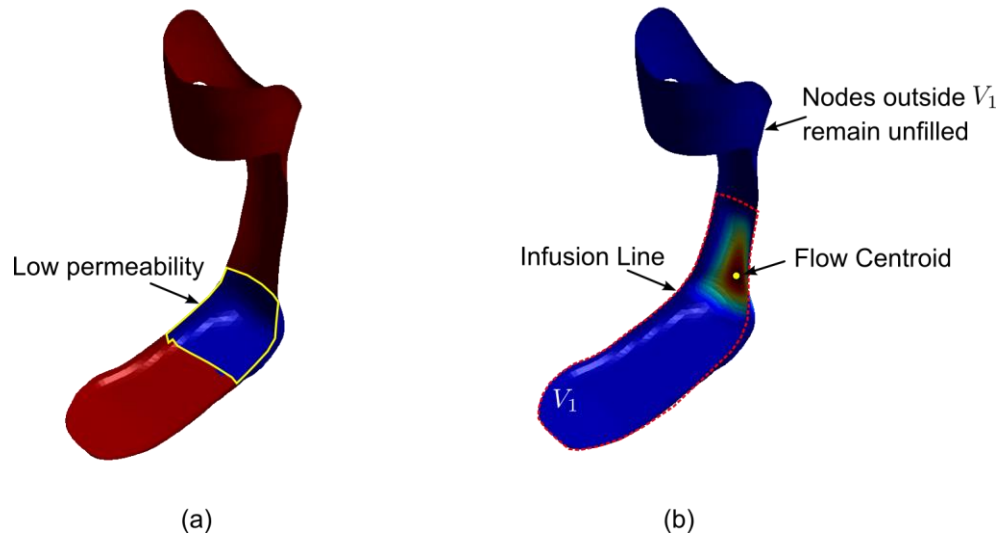 Nodes outside V₁
remain unfilled
Low permeability
Infusion Line
Flow Centroid
V₁
(a)
(b)